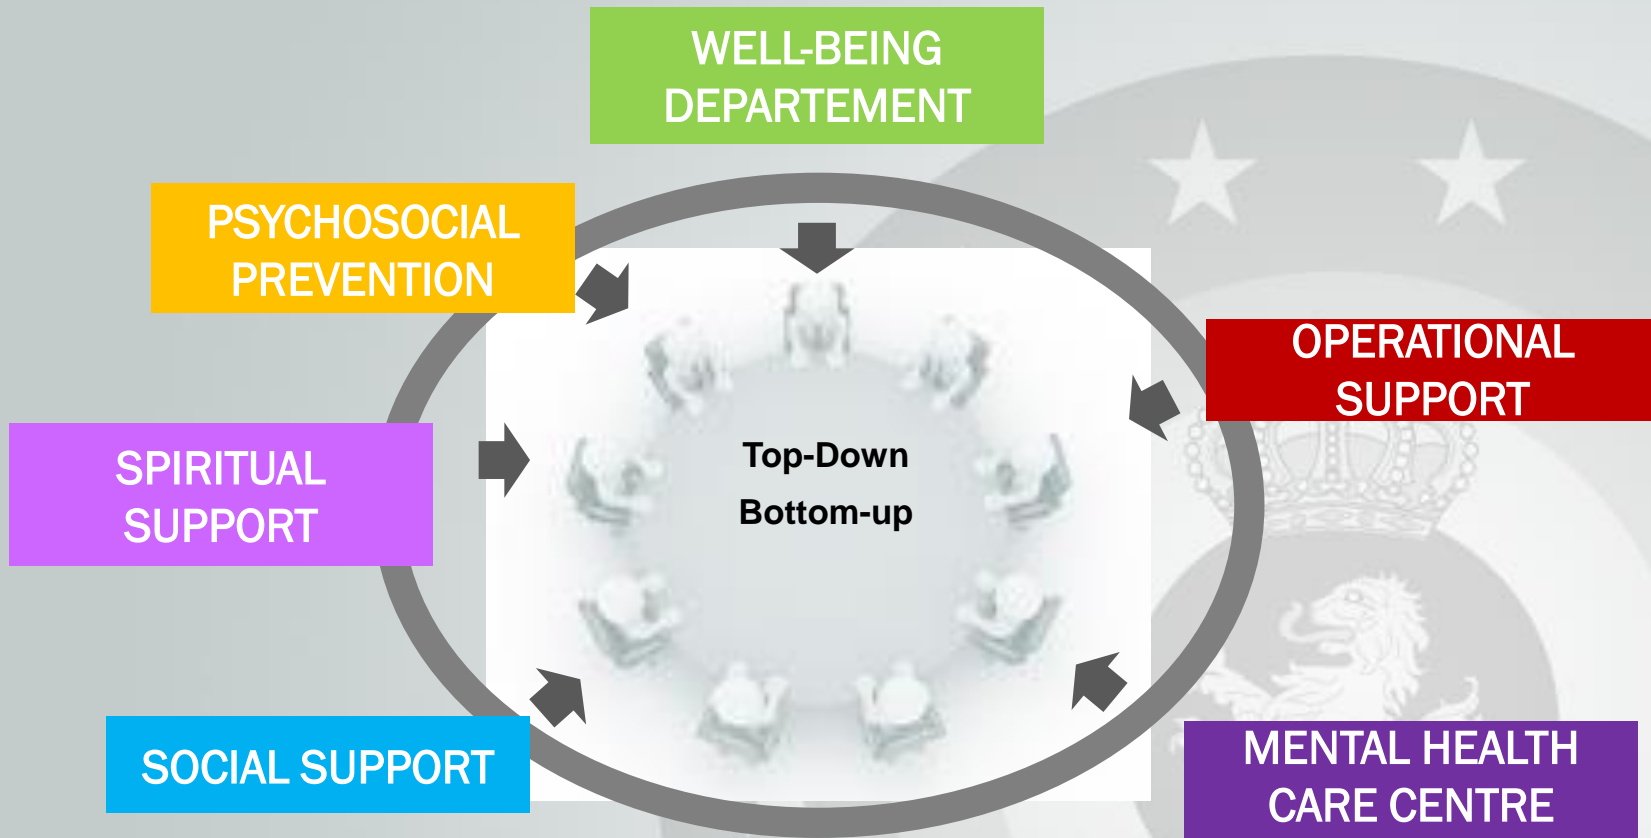 WELL-BEING
DEPARTEMENT
PSYCHOSOCIAL
PREVENTION
OPERATIONAL
SUPPORT
SPIRITUAL
SUPPORT
Top-Down
Bottom-up
SOCIAL SUPPORT
MENTAL HEALTH
CARE CENTRE